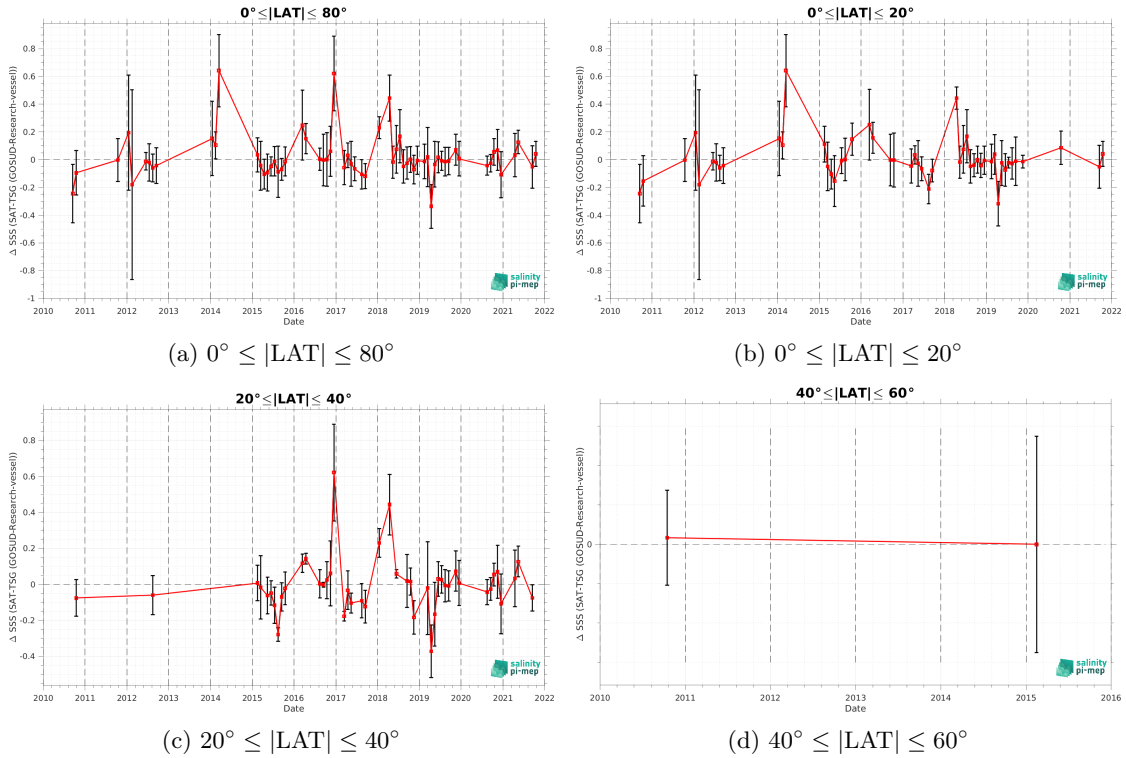 0°≤|LAT|≤ 80°
Δ SSS (SAT-TSG (GOSUD-Research-vessel))
0.8
0.6
0.4
0.2
0
-0.2
-0.4
-0.6
-0.8
-1
2010 2011 2012 2013 2014 2015 2016 2017 2018 2019 2020 2021 2022
Date
salinity
pi-mep
(a) 0° ≤ |LAT| ≤ 80°
0°≤|LAT|≤ 20°
Δ SSS (SAT-TSG (GOSUD-Research-vessel))
0.8
0.6
0.4
0.2
0
-0.2
-0.4
-0.6
-0.8
-1
2010 2011 2012 2013 2014 2015 2016 2017 2018 2019 2020 2021 2022
Date
salinity
pi-mep
(b) 0° ≤ |LAT| ≤ 20°
20°≤|LAT|≤ 40°
Δ SSS (SAT-TSG (GOSUD-Research-vessel))
0.8
0.6
0.4
0.2
0
-0.2
-0.4
2010 2011 2012 2013 2014 2015 2016 2017 2018 2019 2020 2021 2022
Date
salinity
pi-mep
(c) 20° ≤ |LAT| ≤ 40°
40°≤|LAT|≤ 60°
Δ SSS (SAT-TSG (GOSUD-Research-vessel))
0
2010 2011 2012 2013 2014 2015 2016
Date
salinity
pi-mep
(d) 40° ≤ |LAT| ≤ 60°